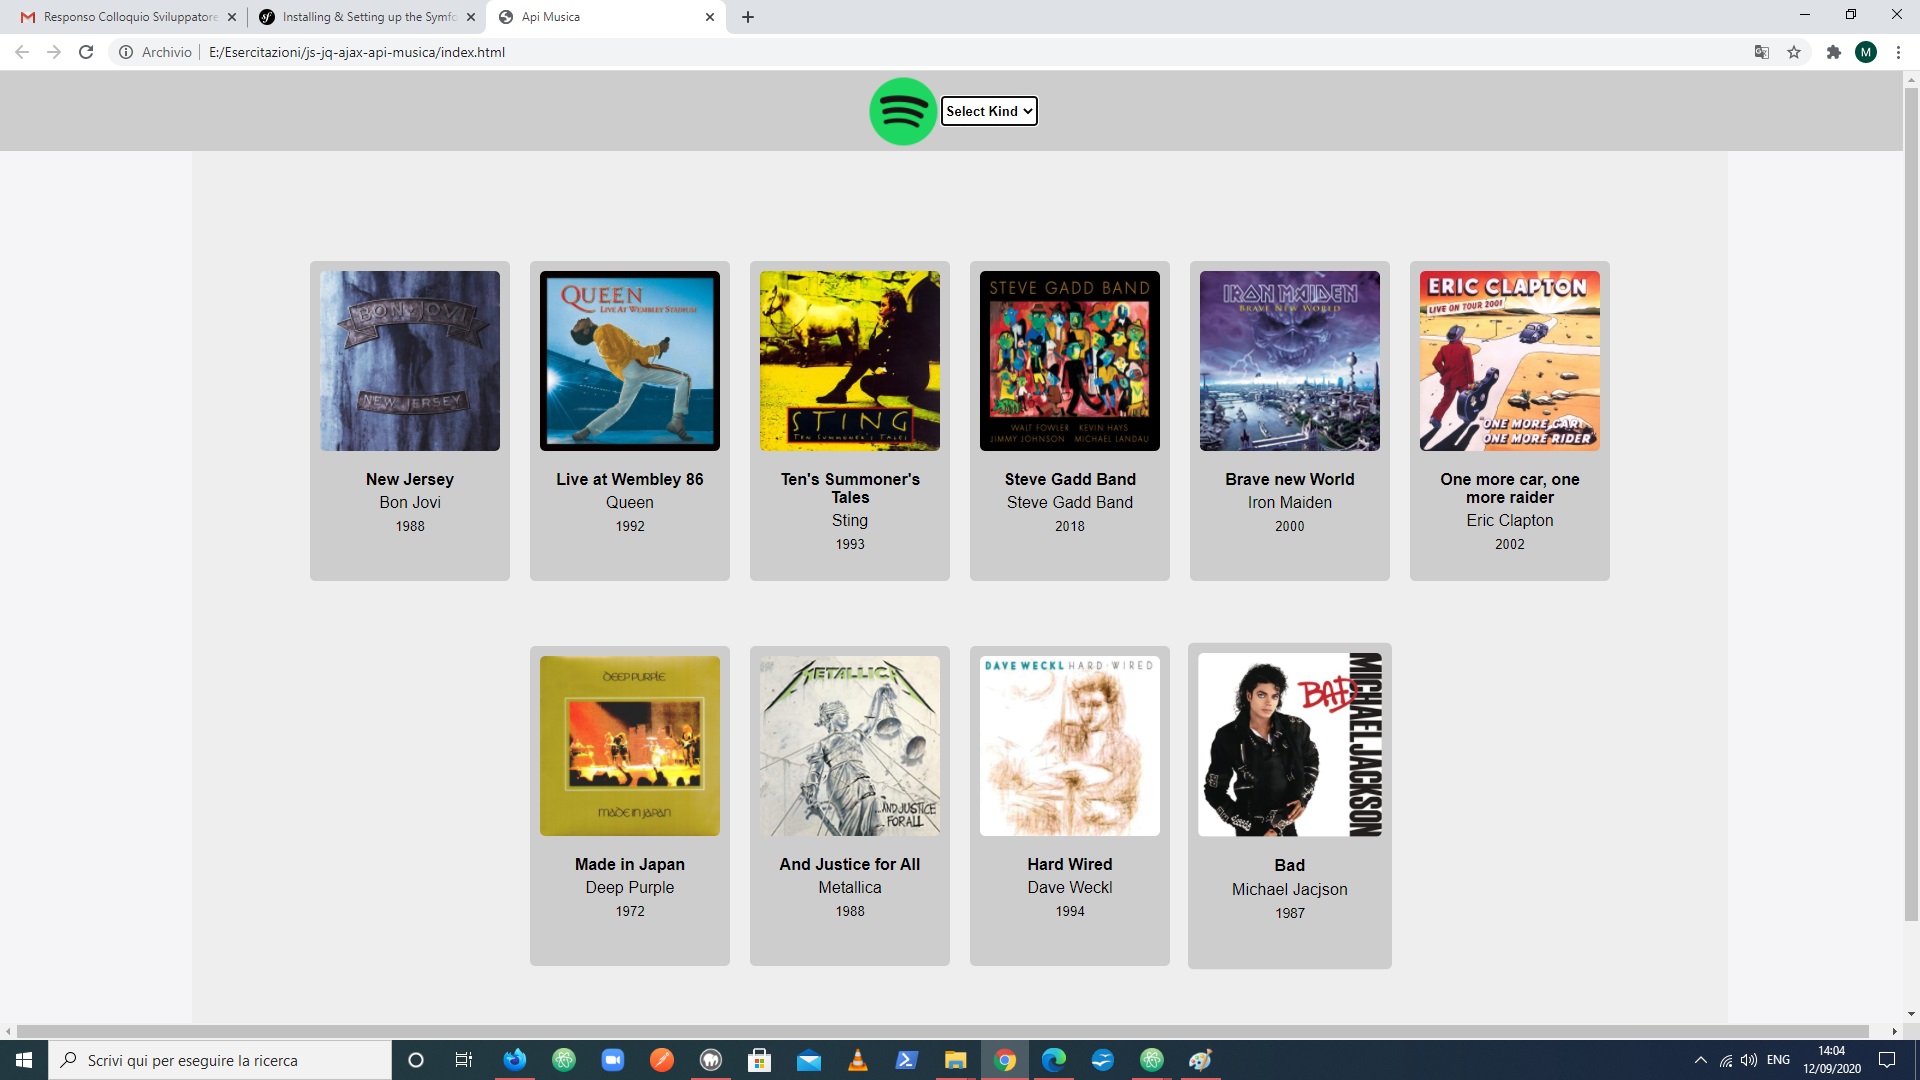 Responso Colloquio Sviluppatore
Installing & Setting up the Symfo
Api Musica
Archivio
E:/Esercitazioni/js-jq-ajax-api-musica/index.html
M
Select Kind
BON JOVI
NEW JERSEY
New Jersey
Bon Jovi
1988
QUEEN
LIVE AT WEMBLEY STADIUM
Live at Wembley 86
Queen
1992
STING
TEN SUMMONER'S TALES
Ten's Summoner's
Tales
Sting
1993
STEVE GADD BAND
WALT FOWLER KEVIN HAYS
JIMMY JOHNSON MICHAEL LANDAU
Steve Gadd Band
Steve Gadd Band
2018
IRON MAIDEN
BRAVE NEW WORLD
Brave new World
Iron Maiden
2000
ERIC CLAPTON
LIVE ON TOUR 2001
ONE MORE CAR
ONE MORE RIDER
One more car, one
more raider
Eric Clapton
2002
DEEP PURPLE
MADE IN JAPAN
Made in Japan
Deep Purple
1972
METALLICA
...AND JUSTICE
FOR ALL
And Justice for All
Metallica
1988
DAVE WECKL HARD-WIRED
Hard Wired
Dave Weckl
1994
BAD
MICHAEL JACKSON
Bad
Michael Jacjson
1987
Scrivi qui per eseguire la ricerca
ENG
14:04
12/09/2020